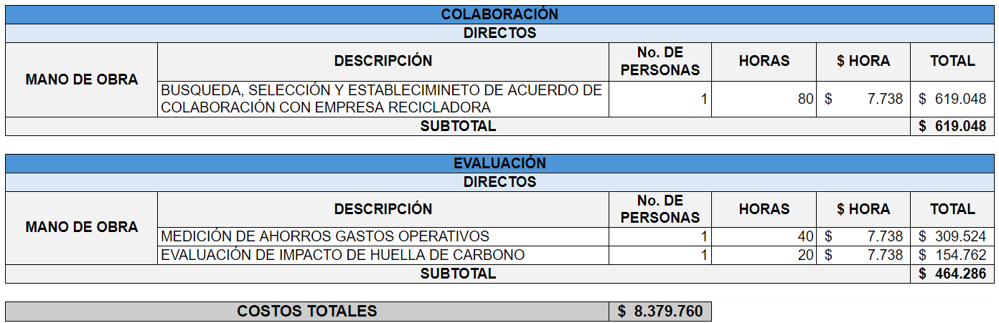 COLABORACIÓN
DIRECTOS
MANO DE OBRA
DESCRIPCIÓN
No. DE
PERSONAS
HORAS
$ HORA
TOTAL
BUSQUEDA, SELECCIÓN Y ESTABLECIMINETO DE ACUERDO DE
COLABORACIÓN CON EMPRESA RECICLADORA
1
80
$ 7.738
$ 619.048
SUBTOTAL
$ 619.048
EVALUACIÓN
DIRECTOS
MANO DE OBRA
DESCRIPCIÓN
No. DE
PERSONAS
HORAS
$ HORA
TOTAL
MEDICIÓN DE AHORROS GASTOS OPERATIVOS
1
40
$ 7.738
$ 309.524
EVALUACIÓN DE IMPACTO DE HUELLA DE CARBONO
1
20
$ 7.738
$ 154.762
SUBTOTAL
$ 464.286
COSTOS TOTALES
$ 8.379.760